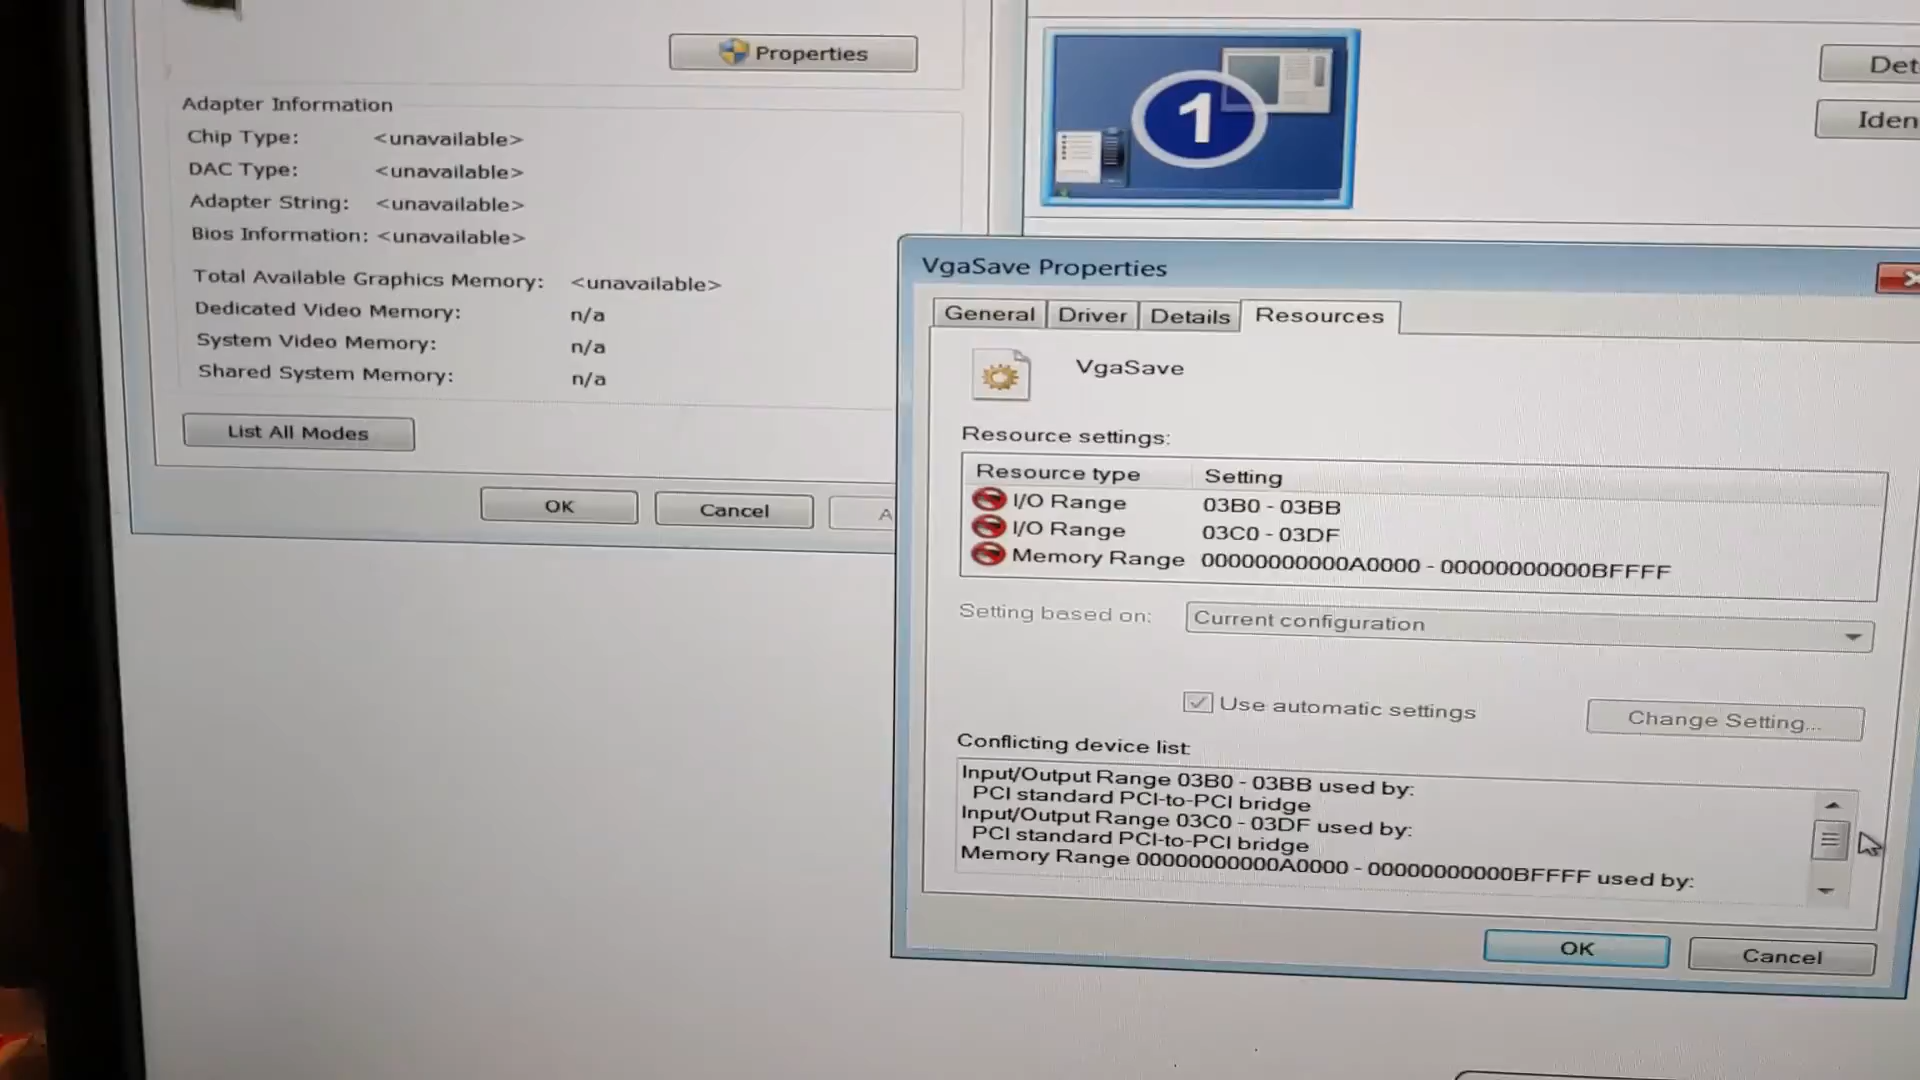 Properties
Adapter Information
Chip Type: <unavailable>
DAC Type: <unavailable>
Adapter String: <unavailable>
Bios Information: <unavailable>
Total Available Graphics Memory: <unavailable>
Dedicated Video Memory: n/a
System Video Memory: n/a
Shared System Memory: n/a
List All Modes
OK
Cancel
A
1
Det
Iden
VgaSave Properties
General
Driver
Details
Resources
VgaSave
Resource settings:
Resource type Setting
I/O Range 03B0 - 03BB
I/O Range 03C0 - 03DF
Memory Range 00000000000A0000 - 00000000000BFFFF
Setting based on: Current configuration
Use automatic settings
Change Setting...
Conflicting device list:
Input/Output Range 03B0 - 03BB used by:
PCI standard PCI-to-PCI bridge
Input/Output Range 03C0 - 03DF used by:
PCI standard PCI-to-PCI bridge
Memory Range 00000000000A0000 - 00000000000BFFFF used by:
OK
Cancel